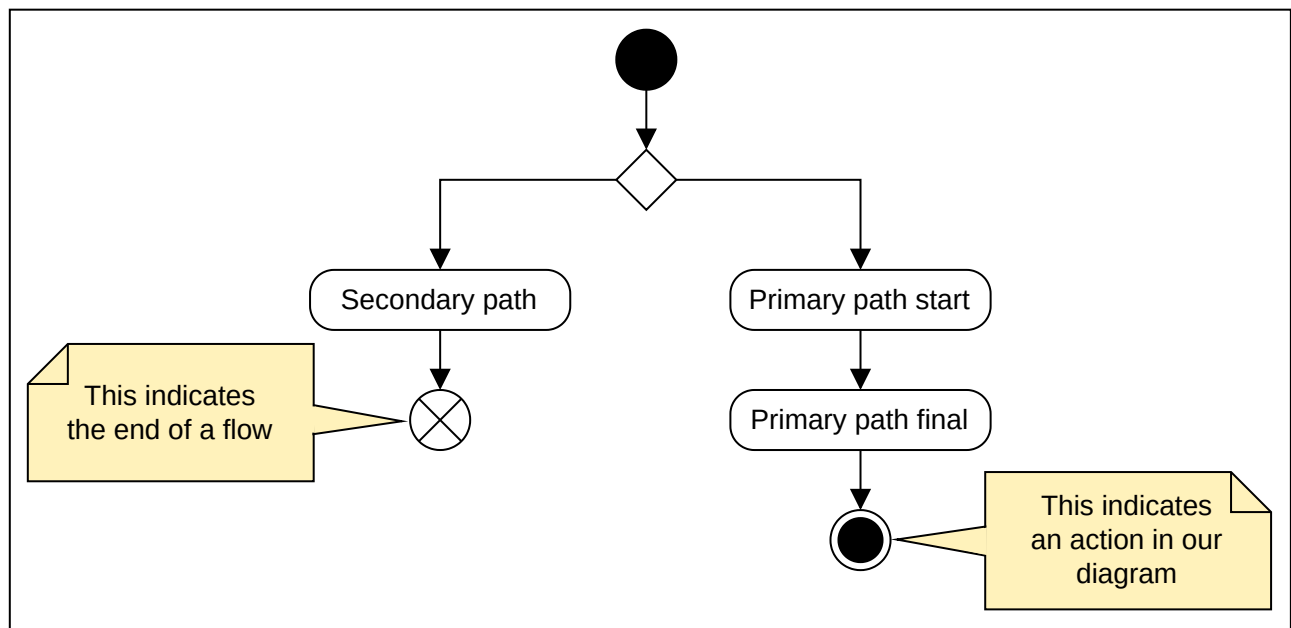 Secondary path
Primary path start
This indicates
the end of a flow
Primary path final
This indicates
an action in our
diagram